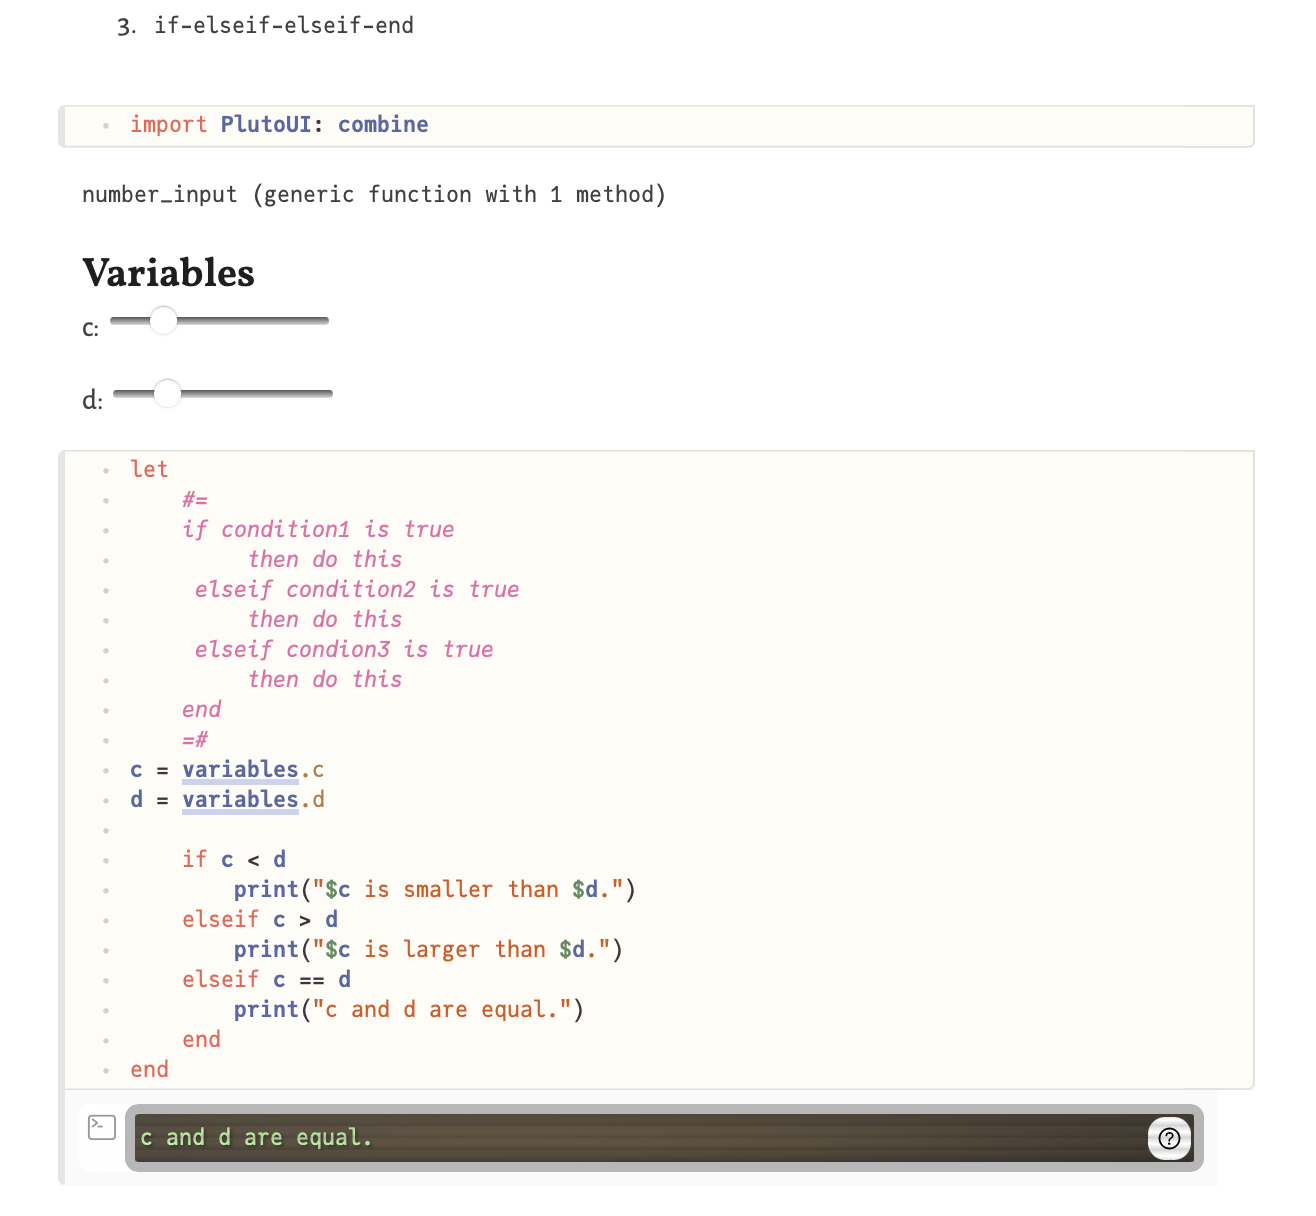 3. if-elseif-elseif-end
import PlutoUI: combine
number_input (generic function with 1 method)
Variables
c:
d:
let
#=
if condition1 is true
then do this
elseif condition2 is true
then do this
elseif condion3 is true
then do this
end
=#
c = variables.c
d = variables.d
if c < d
print("$c is smaller than $d.")
elseif c > d
print("$c is larger than $d.")
elseif c == d
print("c and d are equal.")
end
end
c and d are equal.